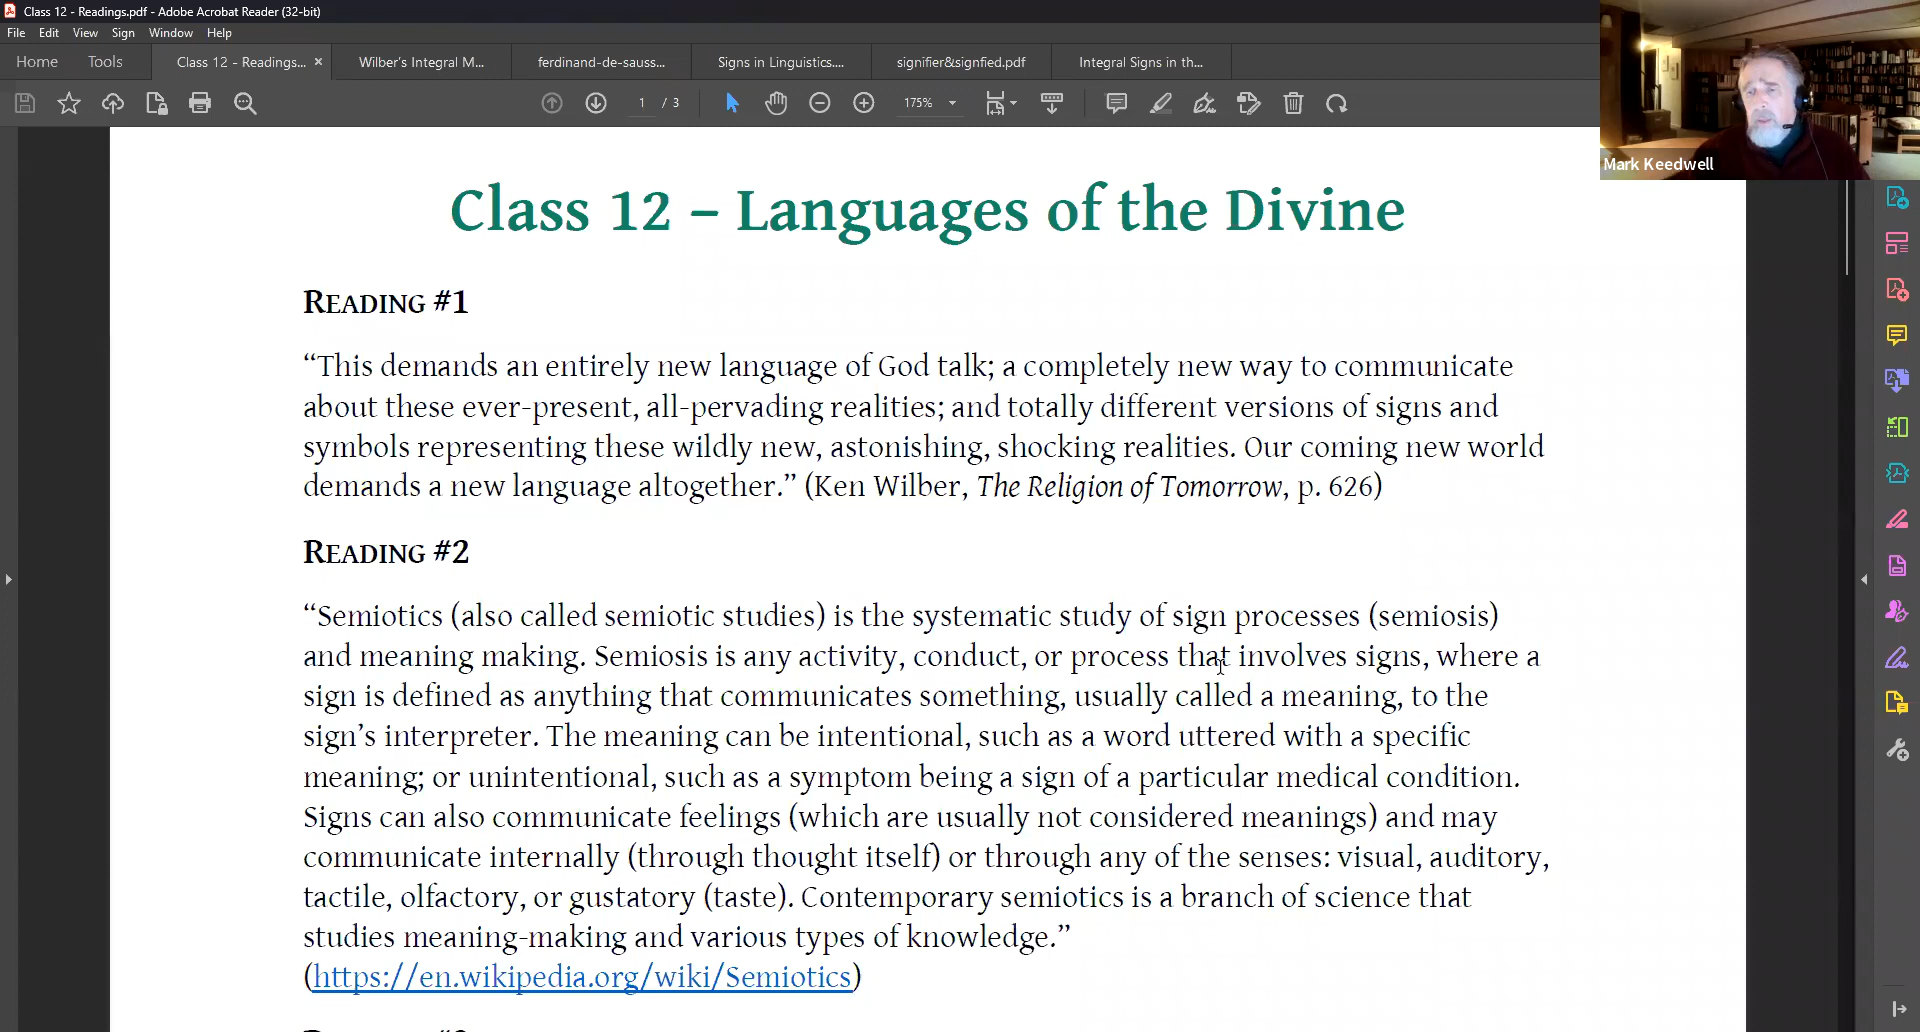 Class 12 - Readings.pdf - Adobe Acrobat Reader (32-bit)
File Edit View Sign Window Help
Home Tools Class 12 - Readings... × Wilber's Integral M... ferdinand-de-sauss... Signs in Linguistics.... signifier&signfied.pdf Integral Signs in th...
1 / 3 175%
Mark Keedwell
Class 12 – Languages of the Divine
READING #1
“This demands an entirely new language of God talk; a completely new way to communicate
about these ever-present, all-pervading realities; and totally different versions of signs and
symbols representing these wildly new, astonishing, shocking realities. Our coming new world
demands a new language altogether.” (Ken Wilber, The Religion of Tomorrow, p. 626)
READING #2
“Semiotics (also called semiotic studies) is the systematic study of sign processes (semiosis)
and meaning making. Semiosis is any activity, conduct, or process that involves signs, where a
sign is defined as anything that communicates something, usually called a meaning, to the
sign’s interpreter. The meaning can be intentional, such as a word uttered with a specific
meaning; or unintentional, such as a symptom being a sign of a particular medical condition.
Signs can also communicate feelings (which are usually not considered meanings) and may
communicate internally (through thought itself) or through any of the senses: visual, auditory,
tactile, olfactory, or gustatory (taste). Contemporary semiotics is a branch of science that
studies meaning-making and various types of knowledge.”
(https://en.wikipedia.org/wiki/Semiotics)